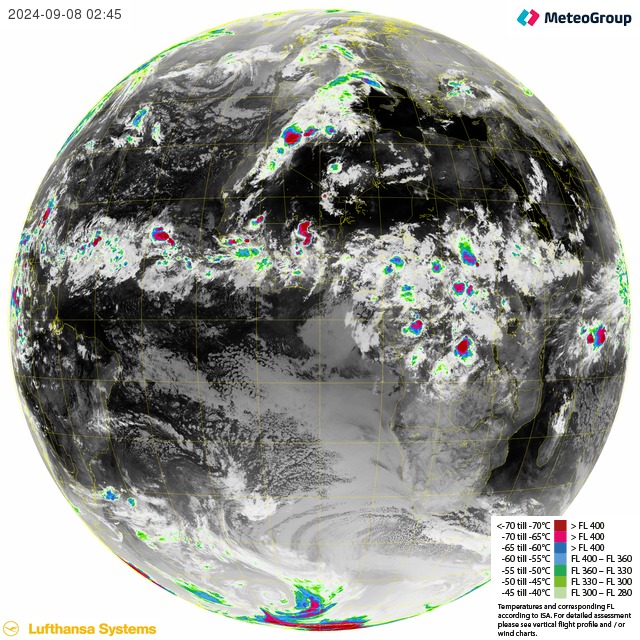 2024-09-08 02:45
MeteoGroup
<-70 till -70°C > FL 400
-70 till -65°C > FL 400
-65 till -60°C > FL 400
-60 till -55°C FL 400 – FL 360
-55 till -50°C FL 360 – FL 330
-50 till -45°C FL 330 – FL 300
-45 till -40°C FL 300 – FL 280
Temperatures and corresponding FL
according to ISA. For detailed assessment
please see vertical flight profile and / or
wind charts.
Lufthansa Systems